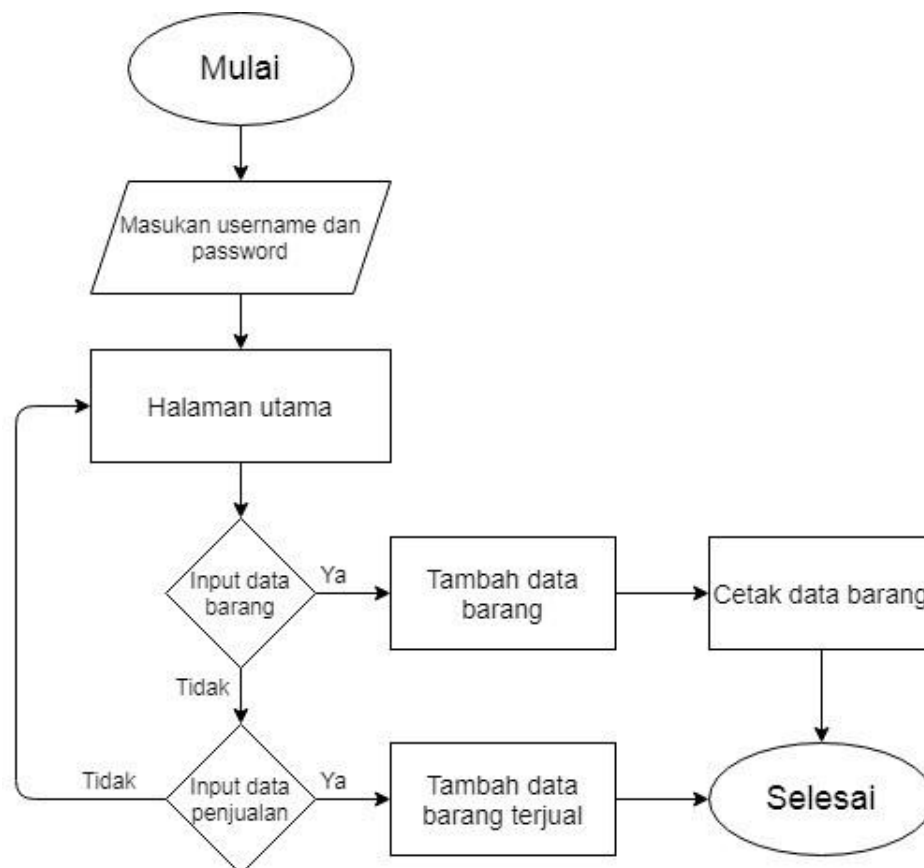 Mulai
Masukan username dan
password
Halaman utama
Input data
barang
Ya
Tambah data
barang
Cetak data barang
Tidak
Input data
penjualan
Tidak
Ya
Tambah data
barang terjual
Selesai